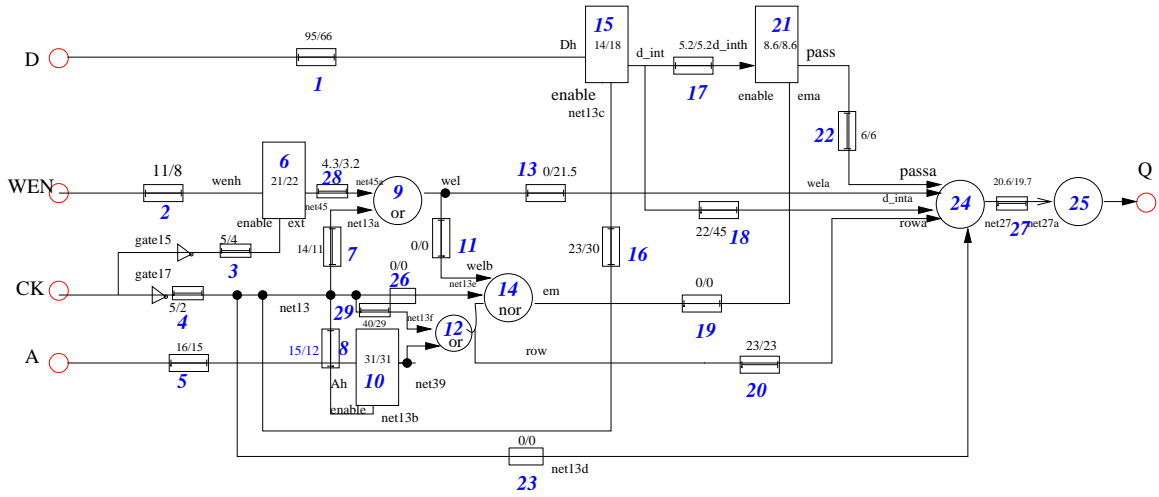 95/66
D
1
Dh
15
14/18
d_int
5.2/5.2
d_inth
17
21
8.6/8.6
pass
enable
net13c
enable
ema
22
6/6
WEN
11/8
2
wenh
6
21/22
4.3/3.2
28
net45a
net45
enable
ext
net13a
9
or
wel
13
0/21.5
wela
passa
d_inta
rowa
24
20.6/19.7
net27
27
net27a
25
Q
gate15
5/4
3
14/11
7
0/0
11
welb
23/30
16
22/45
18
CK
gate17
5/2
4
net13
0/0
26
net13e
14
nor
em
0/0
19
29
40/29
net13f
12
or
A
16/15
5
15/12
8
Ah
31/31
10
net39
row
23/23
20
enable
net13b
0/0
net13d
23